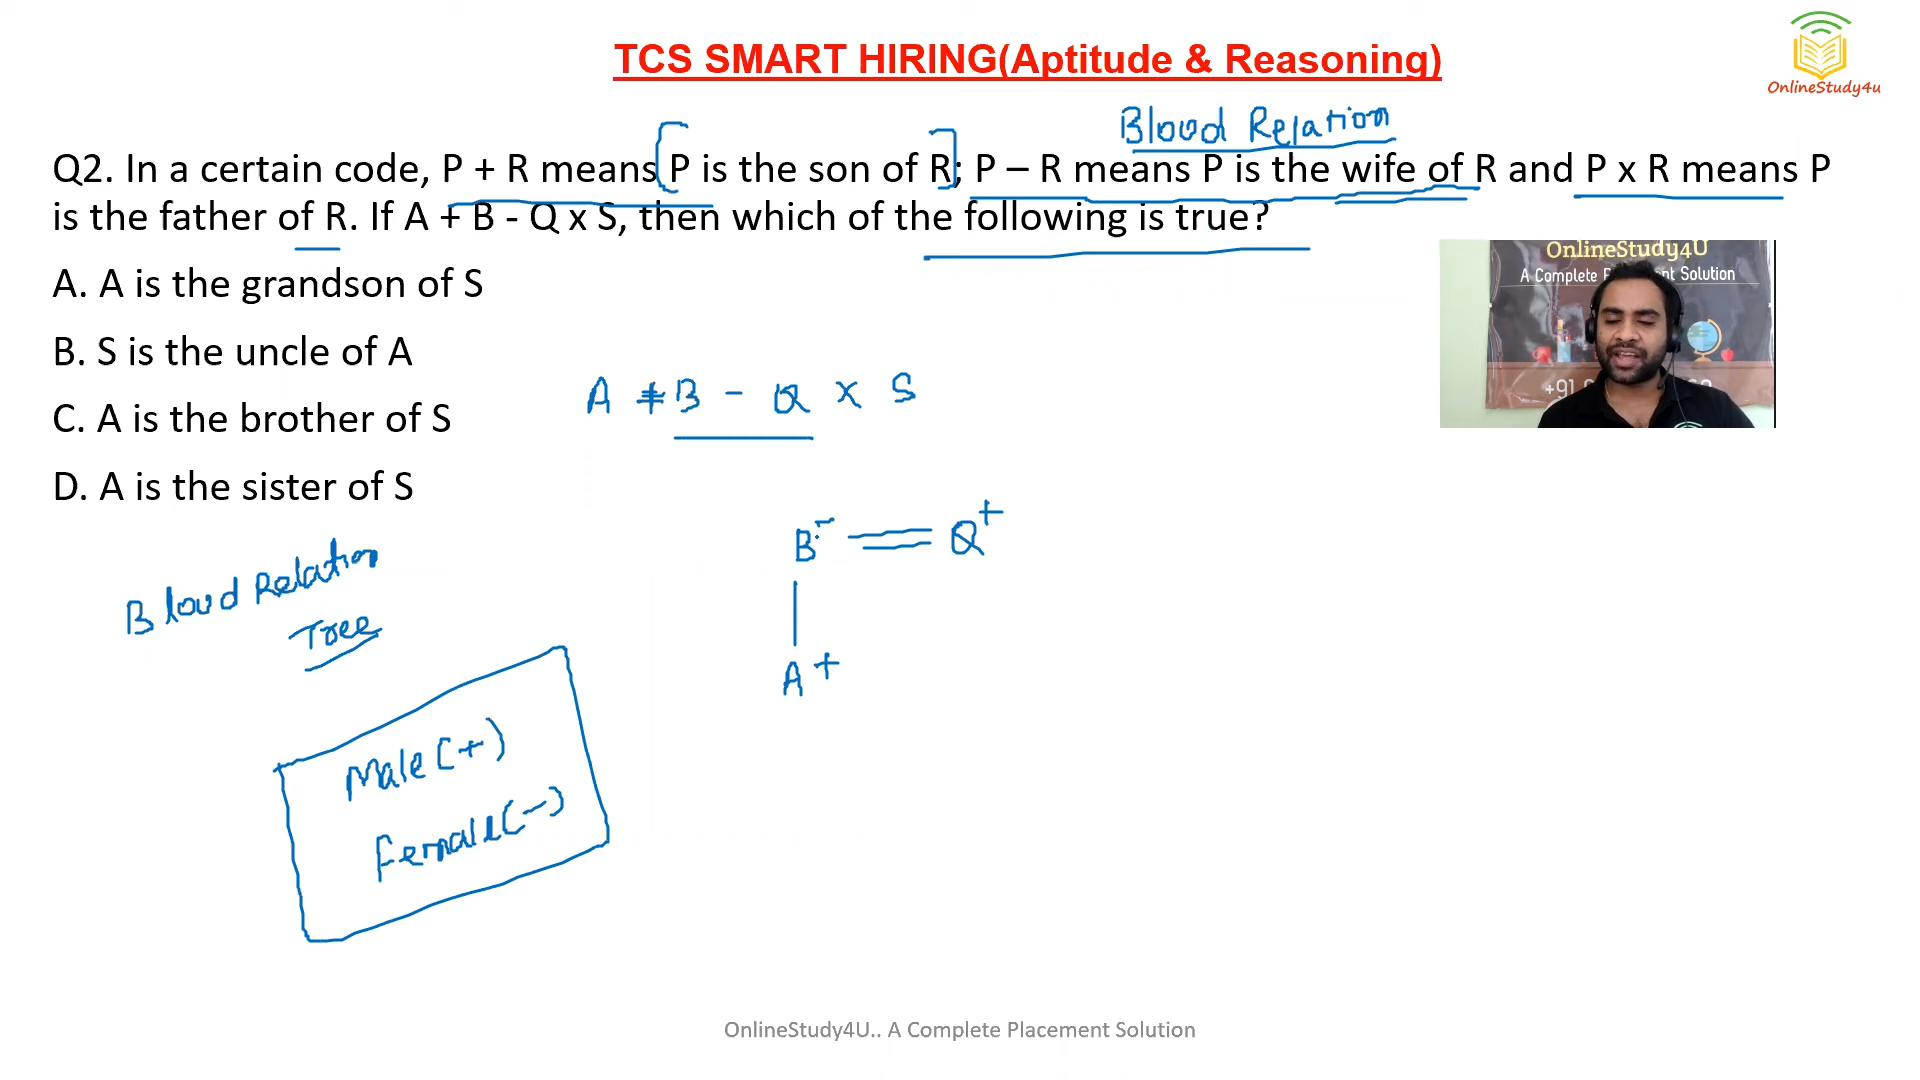 TCS SMART HIRING(Aptitude & Reasoning)
OnlineStudy4u
Blood Relation
Q2. In a certain code, P + R means P is the son of R; P – R means P is the wife of R and P x R means P
is the father of R. If A + B - Q x S, then which of the following is true?
OnlineStudy4U
A Complete P nt Solution
+91
A. A is the grandson of S
B. S is the uncle of A
C. A is the brother of S
D. A is the sister of S
A + B - Q x S
B - = Q +
A +
Blood Relation
Tree
Male (+)
Female (-)
OnlineStudy4U.. A Complete Placement Solution